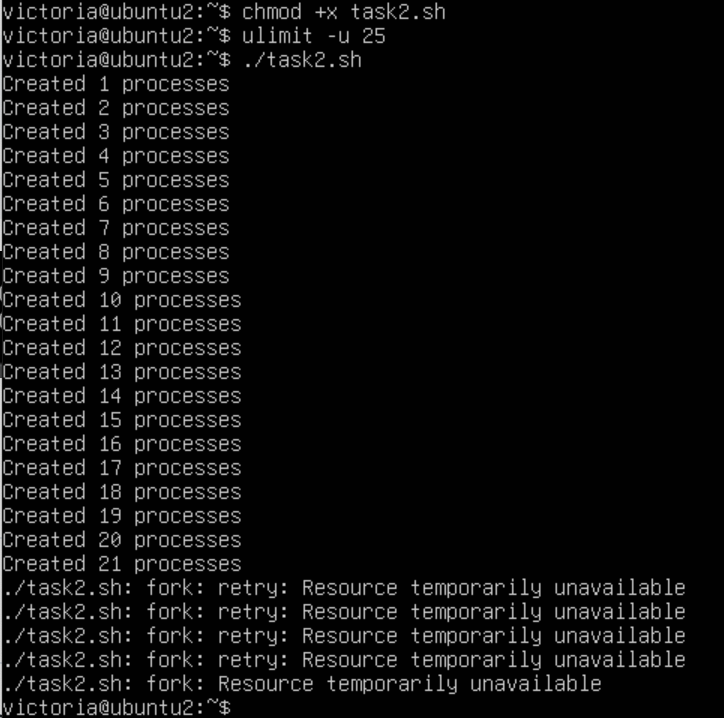 victoria@ubuntu2:~$ chmod +x task2.sh
victoria@ubuntu2:~$ ulimit -u 25
victoria@ubuntu2:~$ ./task2.sh
Created 1 processes
Created 2 processes
Created 3 processes
Created 4 processes
Created 5 processes
Created 6 processes
Created 7 processes
Created 8 processes
Created 9 processes
Created 10 processes
Created 11 processes
Created 12 processes
Created 13 processes
Created 14 processes
Created 15 processes
Created 16 processes
Created 17 processes
Created 18 processes
Created 19 processes
Created 20 processes
Created 21 processes
./task2.sh: fork: retry: Resource temporarily unavailable
./task2.sh: fork: retry: Resource temporarily unavailable
./task2.sh: fork: retry: Resource temporarily unavailable
./task2.sh: fork: retry: Resource temporarily unavailable
./task2.sh: fork: Resource temporarily unavailable
victoria@ubuntu2:~$